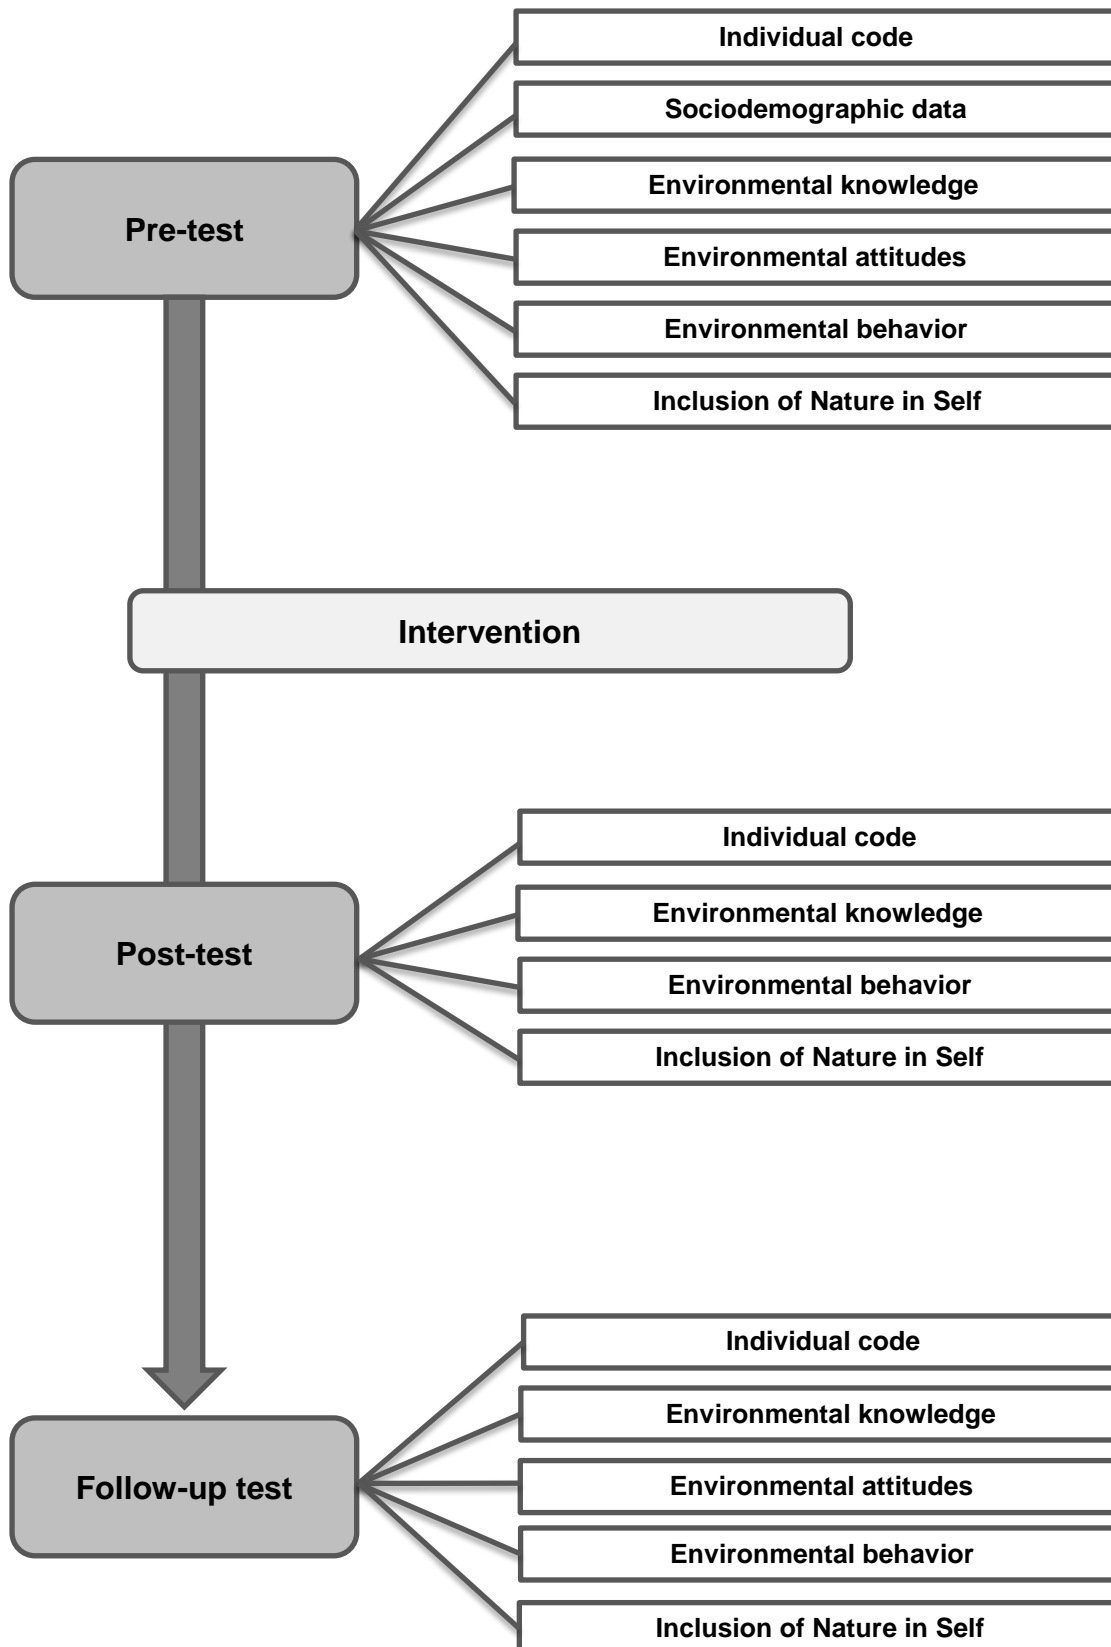 Individual code
Sociodemographic data
Environmental knowledge
Pre-test
Environmental attitudes
Environmental behavior
Inclusion of Nature in Self
Intervention
Individual code
Environmental knowledge
Post-test
Environmental behavior
Inclusion of Nature in Self
Individual code
Environmental knowledge
Follow-up test
Environmental attitudes
Environmental behavior
Inclusion of Nature in Self